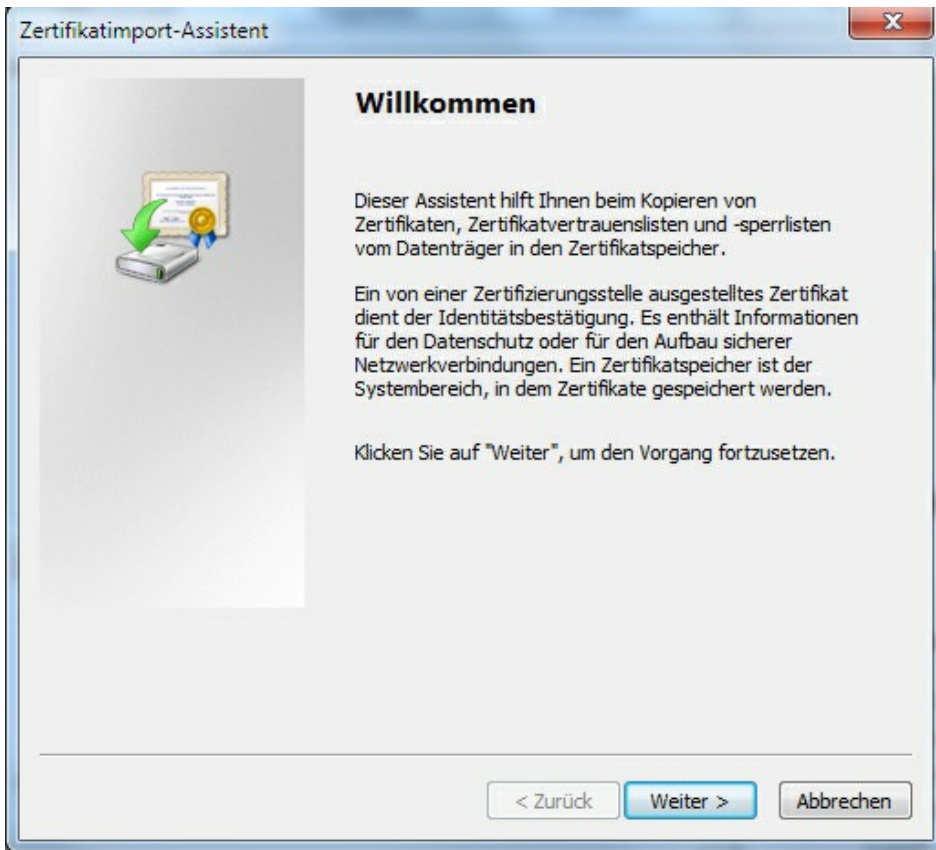 Zertifikatimport-Assistent
Willkommen
Dieser Assistent hilft Ihnen beim Kopieren von
Zertifikaten, Zertifikatvertrauenslisten und -sperrlisten
vom Datenträger in den Zertifikatspeicher.
Ein von einer Zertifizierungsstelle ausgestelltes Zertifikat
dient der Identitätsbestätigung. Es enthält Informationen
für den Datenschutz oder für den Aufbau sicherer
Netzwerkverbindungen. Ein Zertifikatspeicher ist der
Systembereich, in dem Zertifikate gespeichert werden.
Klicken Sie auf "Weiter", um den Vorgang fortzusetzen.
< Zurück Weiter > Abbrechen